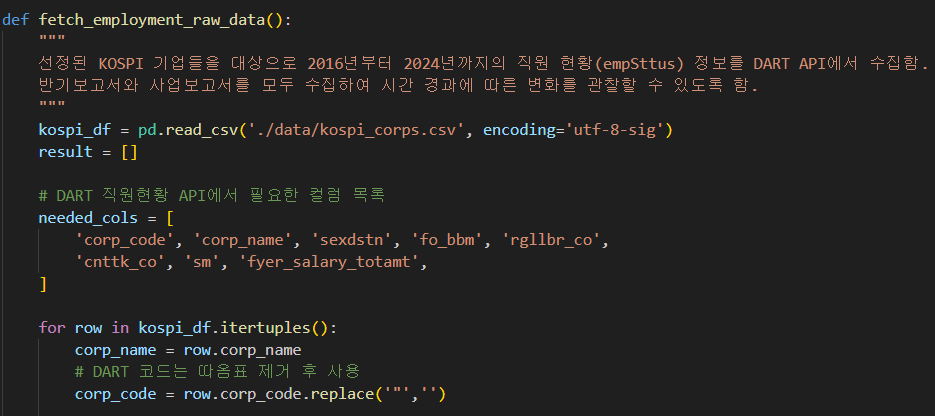 def fetch_employment_raw_data():
    """
    선정된 KOSPI 기업들을 대상으로 2016년부터 2024년까지의 직원 현황(empSttus) 정보를 DART API에서 수집함.
    반기보고서와 사업보고서를 모두 수집하여 시간 경과에 따른 변화를 관찰할 수 있도록 함.
    """
    kospi_df = pd.read_csv('./data/kospi_corps.csv', encoding='utf-8-sig')
    result = []

    # DART 직원현황 API에서 필요한 컬럼 목록
    needed_cols = [
        'corp_code', 'corp_name', 'sexdstn', 'fo_bbm', 'rgllbr_co',
        'cnttk_co', 'sm', 'fyer_salary_totamt',
    ]

    for row in kospi_df.itertuples():
        corp_name = row.corp_name
        # DART 코드는 따옴표 제거 후 사용
        corp_code = row.corp_code.replace('"','')